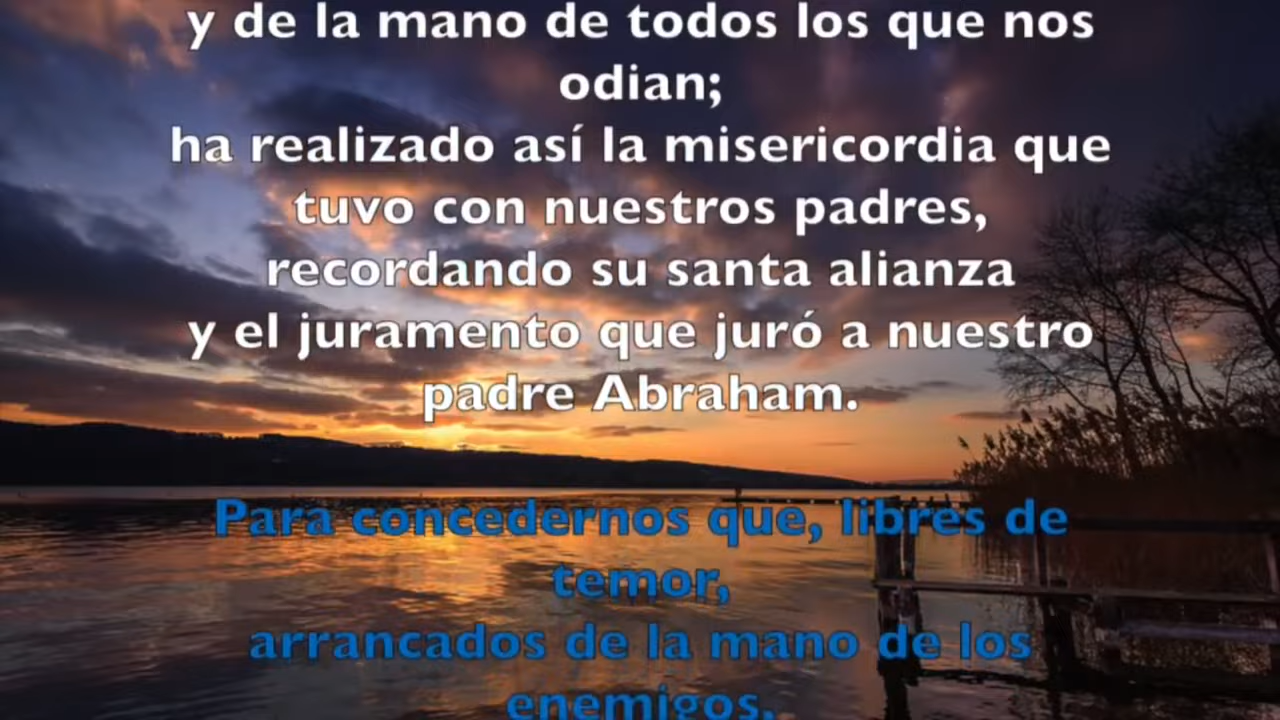 y de la mano de todos los que nos
odian;
ha realizado así la misericordia que
tuvo con nuestros padres,
recordando su santa alianza
y el juramento que juró a nuestro
padre Abraham.
Para concedernos que, libres de
temor,
arrancados de la mano de los
enemigos,